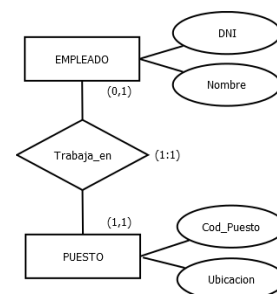 DNI
EMPLEADO
Nombre
(0,1)
Trabaja_en
(1:1)
(1,1)
Cod_Puesto
PUESTO
Ubicacion